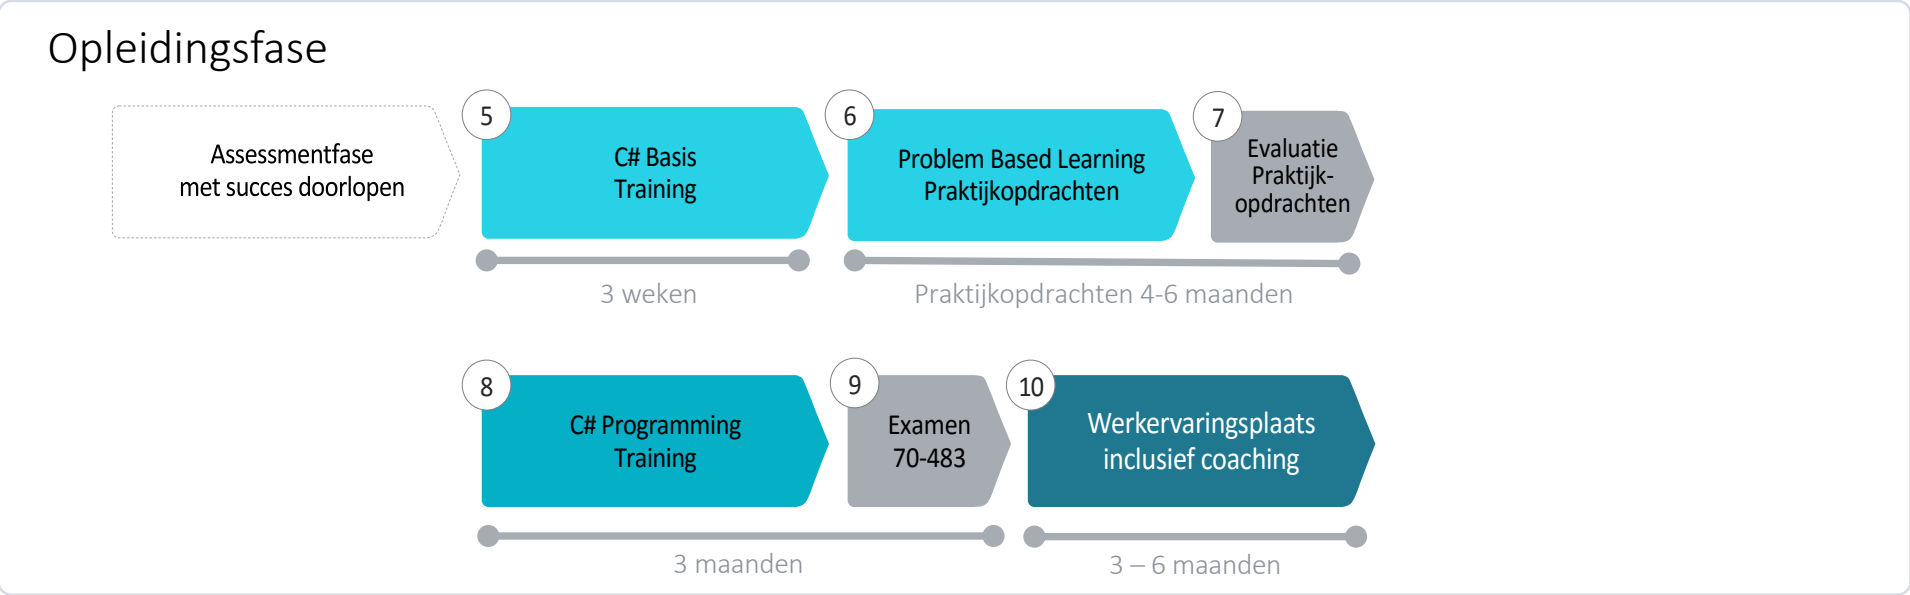 Opleidingsfase
Assessmentfase
met succes doorlopen
5
C# Basis
Training
6
Problem Based Learning
Praktijkopdrachten
7
Evaluatie
Praktijk-
opdrachten
3 weken
Praktijkopdrachten 4-6 maanden
8
C# Programming
Training
9
Examen
70-483
10
Werkervaringsplaats
inclusief coaching
3 maanden
3 – 6 maanden